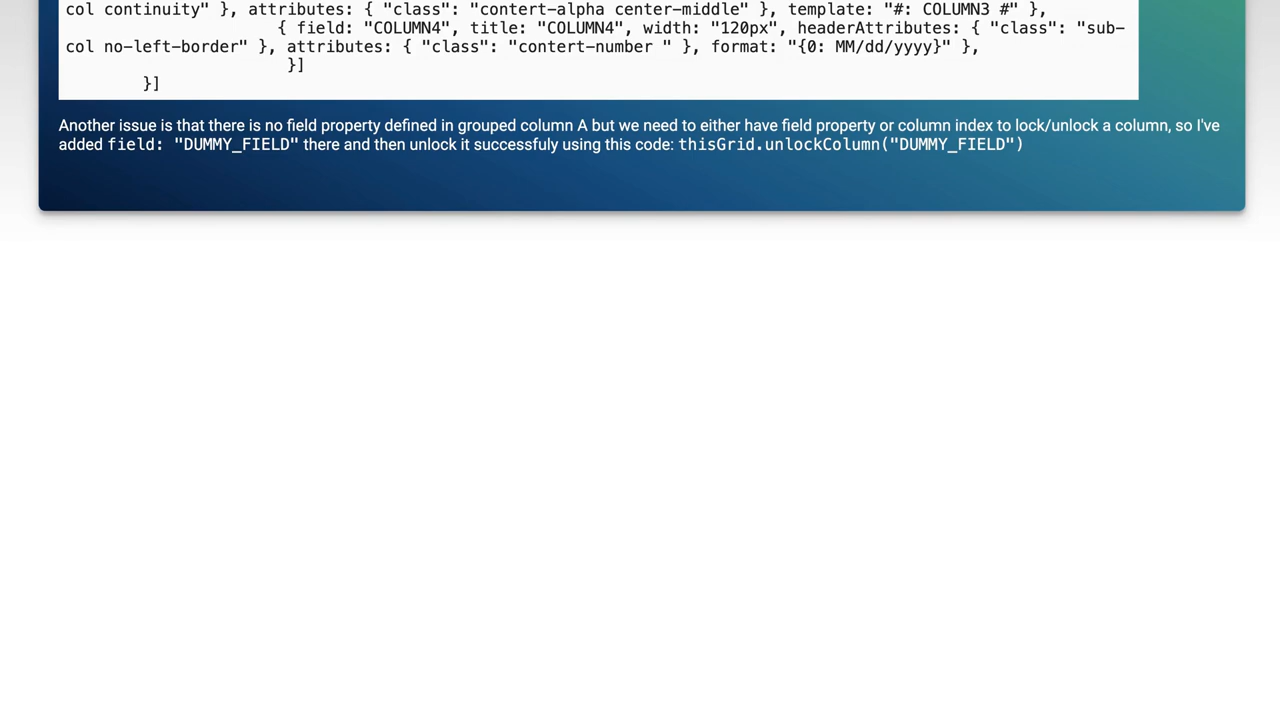 col continuity" }, attributes: { "class": "contert-alpha center-middle" }, template: "#: COLUMN3 #" },
{ field: "COLUMN4", title: "COLUMN4", width: "120px", headerAttributes: { "class": "sub-
col no-left-border" }, attributes: { "class": "contert-number " }, format: "{0: MM/dd/yyyy}" },
}]
}]
Another issue is that there is no field property defined in grouped column A but we need to either have field property or column index to lock/unlock a column, so I've
added field: "DUMMY_FIELD" there and then unlock it successfuly using this code: thisGrid.unlockColumn("DUMMY_FIELD")